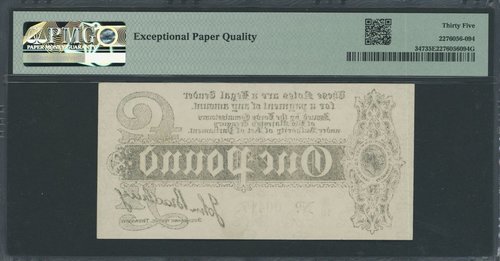 PMG
PAPER MONEY GUARANTY
Exceptional Paper Quality
Thirty Five
2276056-094
34735E2276056094G
These Notes are a Legal Tender
for a payment of any amount.
Issued by the Lords Commissioners
of His Majesty's Treasury
under Authority of Act of Parliament.
One Pound
John Bradbury